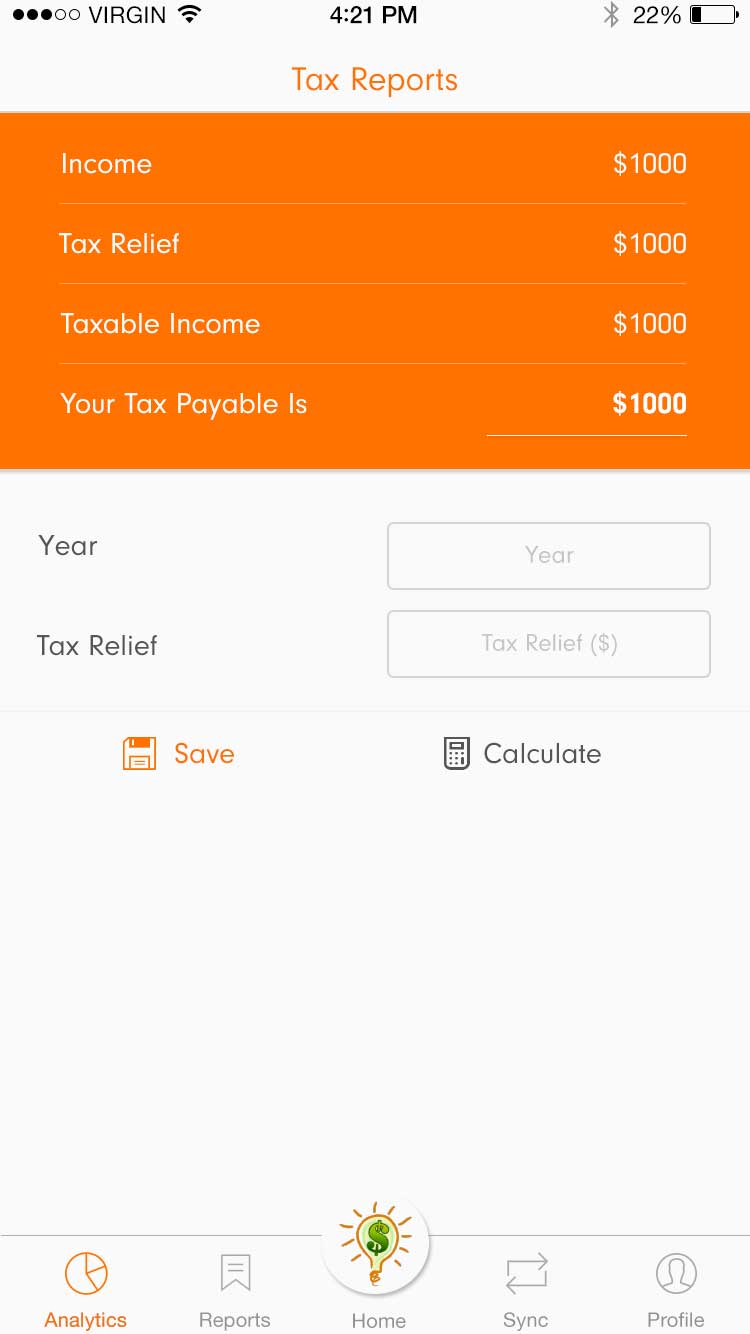 VIRGIN 4:21 PM 22%
Tax Reports
Income $1000
Tax Relief $1000
Taxable Income $1000
Your Tax Payable Is $1000
Year Year
Tax Relief Tax Relief ($)
Save Calculate
$
Analytics Reports Home Sync Profile